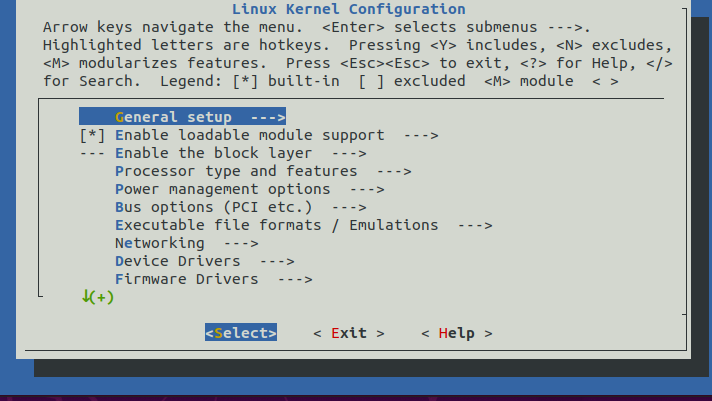 Linux Kernel Configuration
Arrow keys navigate the menu.  <Enter> selects submenus --->.
Highlighted letters are hotkeys.  Pressing <Y> includes, <N> excludes,
<M> modularizes features.  Press <Esc><Esc> to exit, <?> for Help, </>
for Search.  Legend: [*] built-in  [ ] excluded  <M> module  < >
General setup  --->
[*] Enable loadable module support  --->
--- Enable the block layer  --->
Processor type and features  --->
Power management options  --->
Bus options (PCI etc.)  --->
Executable file formats / Emulations  --->
Networking  --->
Device Drivers  --->
Firmware Drivers  --->
↓(+)
<Select>    < Exit >    < Help >